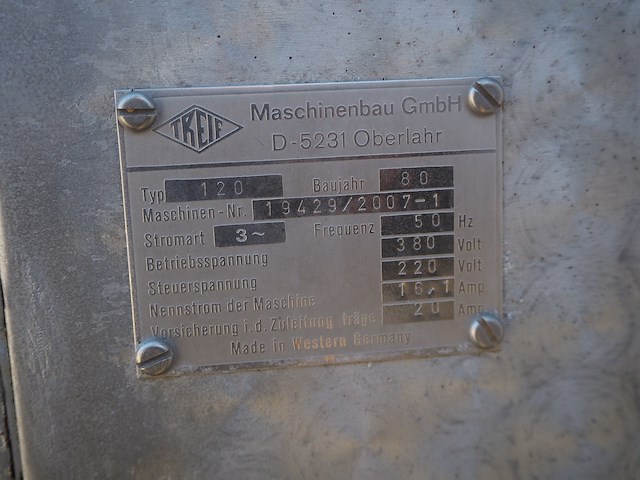 TREIF
Maschinenbau GmbH
D-5231 Oberlahr
Typ 120 Baujahr 80
Maschinen-Nr. 19429/2007-1
Stromart 3~ Frequenz 50 Hz
Betriebsspannung 380 Volt
Steuerspannung 220 Volt
Nennstrom der Maschine 16,1 Amp
Vorsicherung i.d. Zuleitung träge 20 Amp
Made in Western Germany